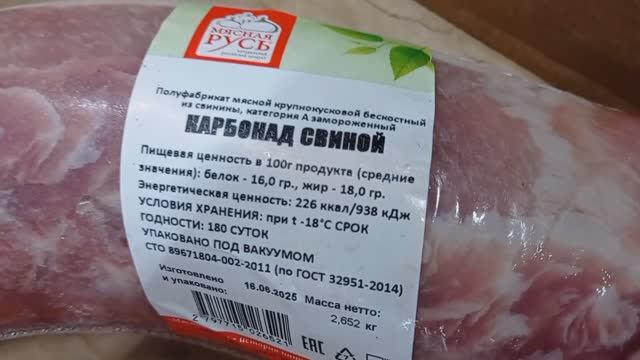 МЯСНАЯ
РУСЬ
Полуфабрикат мясной крупнокусковой бескостный
из свинины, категория А замороженный
КАРБОНАД СВИНОЙ
Пищевая ценность в 100г продукта (средние
значения): белок - 16,0 гр., жир - 18,0 гр.
Энергетическая ценность: 226 ккал/938 кДж
УСЛОВИЯ ХРАНЕНИЯ: при t -18°С СРОК
ГОДНОСТИ: 180 СУТОК
УПАКОВАНО ПОД ВАКУУМОМ
СТО 89671804-002-2011 (по ГОСТ 32951-2014)
Изготовлено
и упаковано: 16.06.2025 Масса нетто:
2,652 кг
EAC